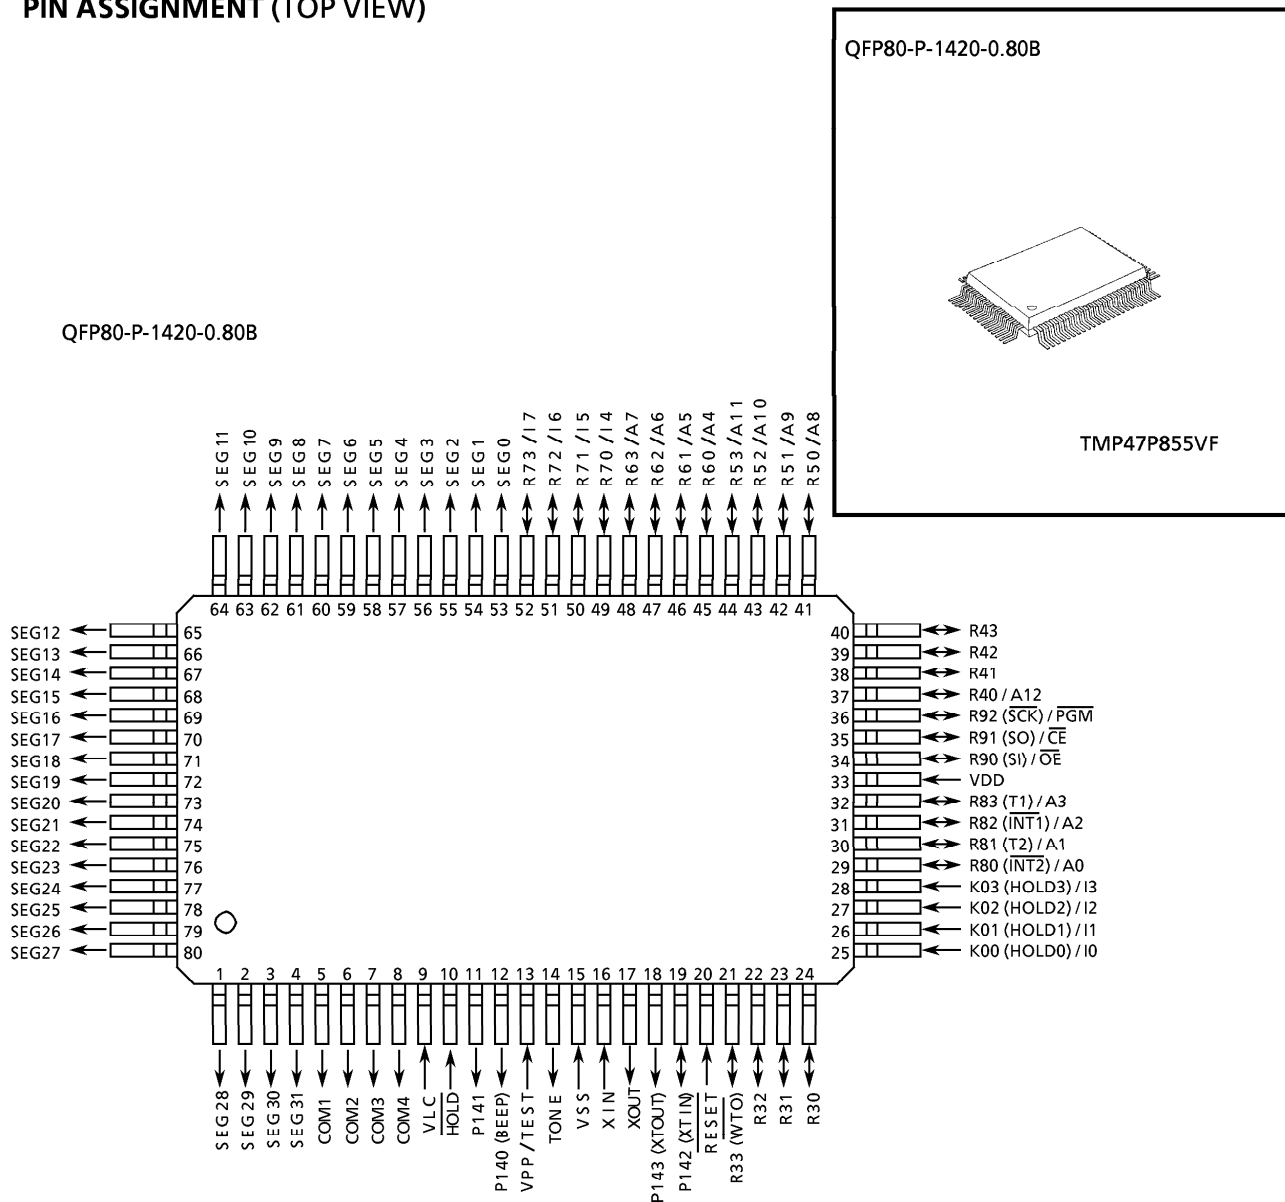 PIN ASSIGNMENT (TOP VIEW)
QFP80-P-1420-0.80B
TMP47P855VF
QFP80-P-1420-0.80B
SEG11
SEG10
SEG9
SEG8
SEG7
SEG6
SEG5
SEG4
SEG3
SEG2
SEG1
SEG0
R73/I7
R72/I6
R71/I5
R70/I4
R63/A7
R62/A6
R61/A5
R60/A4
R53/A11
R52/A10
R51/A9
R50/A8
64 63 62 61 60 59 58 57 56 55 54 53 52 51 50 49 48 47 46 45 44 43 42 41
SEG12 65
SEG13 66
SEG14 67
SEG15 68
SEG16 69
SEG17 70
SEG18 71
SEG19 72
SEG20 73
SEG21 74
SEG22 75
SEG23 76
SEG24 77
SEG25 78
SEG26 79
SEG27 80
40 R43
39 R42
38 R41
37 R40 / A12
36 R92 (S̅C̅K̅) / P̅G̅M̅
35 R91 (SO) / C̅E̅
34 R90 (SI) / O̅E̅
33 VDD
32 R83 (T1) / A3
31 R82 (I̅N̅T̅1̅) / A2
30 R81 (T2) / A1
29 R80 (I̅N̅T̅2̅) / A0
28 K03 (HOLD3) / I3
27 K02 (HOLD2) / I2
26 K01 (HOLD1) / I1
25 K00 (HOLD0) / I0
1 2 3 4 5 6 7 8 9 10 11 12 13 14 15 16 17 18 19 20 21 22 23 24
SEG28
SEG29
SEG30
SEG31
COM1
COM2
COM3
COM4
VLC
H̅O̅L̅D̅
P141
P140 (BEEP)
VPP/TEST
TONE
VSS
XIN
XOUT
P143 (XTOUT)
P142 (XTIN)
R̅E̅S̅E̅T̅
R33 (W̅T̅O̅)
R32
R31
R30